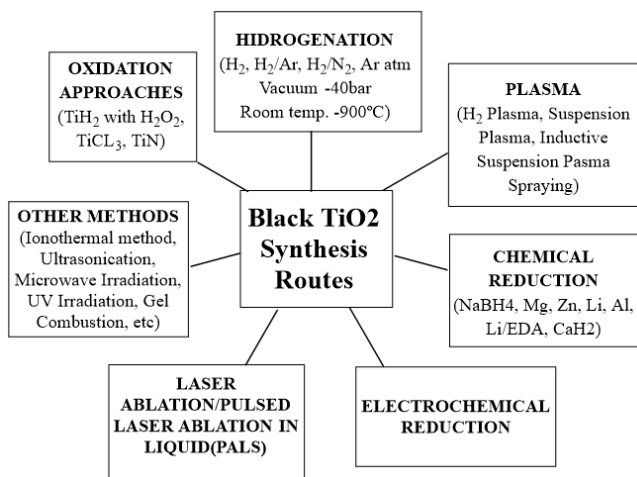 HIDROGENATION
(H₂, H₂/Ar, H₂/N₂, Ar atm
Vacuum -40bar
Room temp. -900ºC)
OXIDATION
APPROACHES
(TiH₂ with H₂O₂,
TiCL₃, TiN)
PLASMA
(H₂ Plasma, Suspension
Plasma, Inductive
Suspension Pasma
Spraying)
OTHER METHODS
(Ionothermal method,
Ultrasonication,
Microwave Irradiation,
UV Irradiation, Gel
Combustion, etc)
Black TiO2
Synthesis
Routes
CHEMICAL
REDUCTION
(NaBH4, Mg, Zn, Li, Al,
Li/EDA, CaH2)
LASER
ABLATION/PULSED
LASER ABLATION IN
LIQUID(PALS)
ELECTROCHEMICAL
REDUCTION